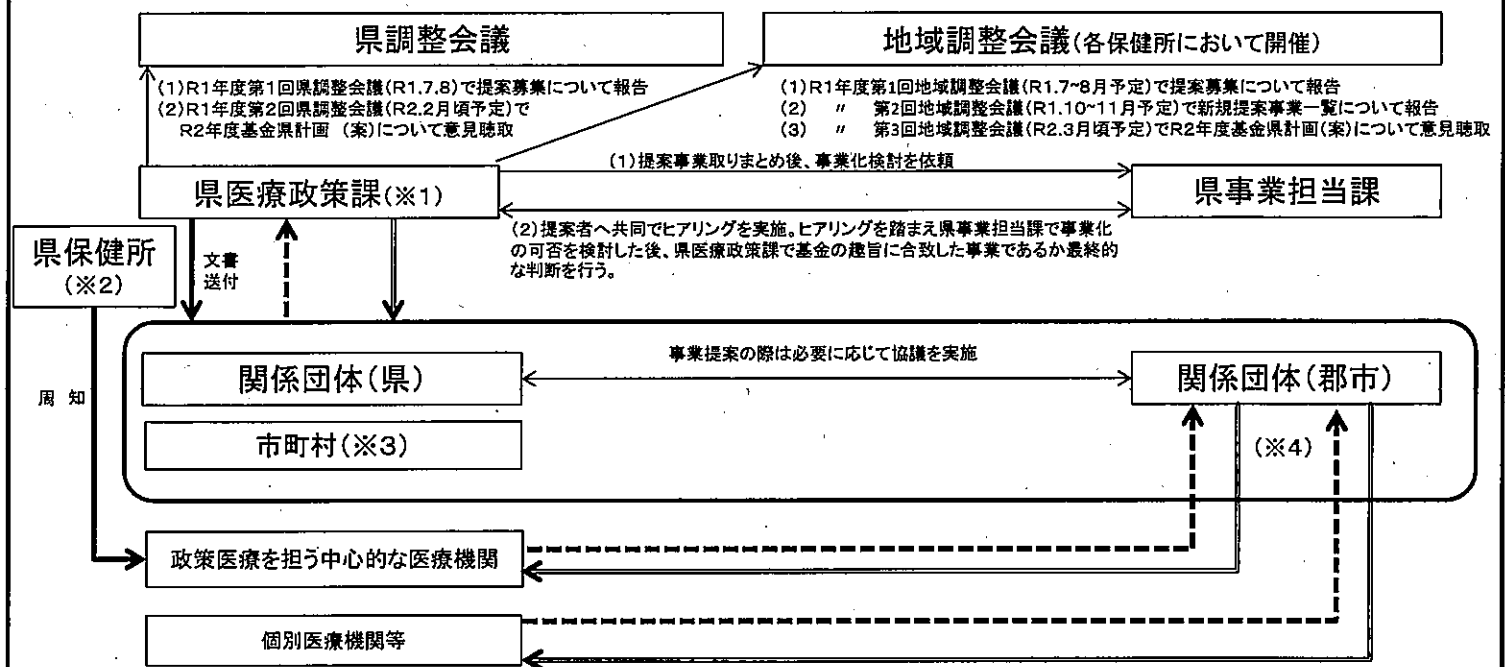 県調整会議
地域調整会議(各保健所において開催)
(1)R1年度第1回県調整会議(R1.7.8)で提案募集について報告
(2)R1年度第2回県調整会議(R2.2月頃予定)で
R2年度基金県計画 (案)について意見聴取
(1)R1年度第1回地域調整会議(R1.7~8月予定)で提案募集について報告
(2) 〃 第2回地域調整会議(R1.10~11月予定)で新規提案事業一覧について報告
(3) 〃 第3回地域調整会議(R2.3月頃予定)でR2年度基金県計画(案)について意見聴取
(1)提案事業取りまとめ後、事業化検討を依頼
県医療政策課(※1)
県事業担当課
(2)提案者へ共同でヒアリングを実施。ヒアリングを踏まえ県事業担当課で事業化
の可否を検討した後、県医療政策課で基金の趣旨に合致した事業であるか最終的
な判断を行う。
県保健所
(※2)
文書
送付
周 知
関係団体(県)
事業提案の際は必要に応じて協議を実施
関係団体(郡市)
市町村(※3)
(※4)
政策医療を担う中心的な医療機関
個別医療機関等